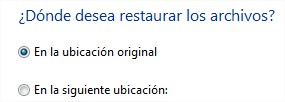 ¿Dónde desea restaurar los archivos?
En la ubicación original
En la siguiente ubicación: